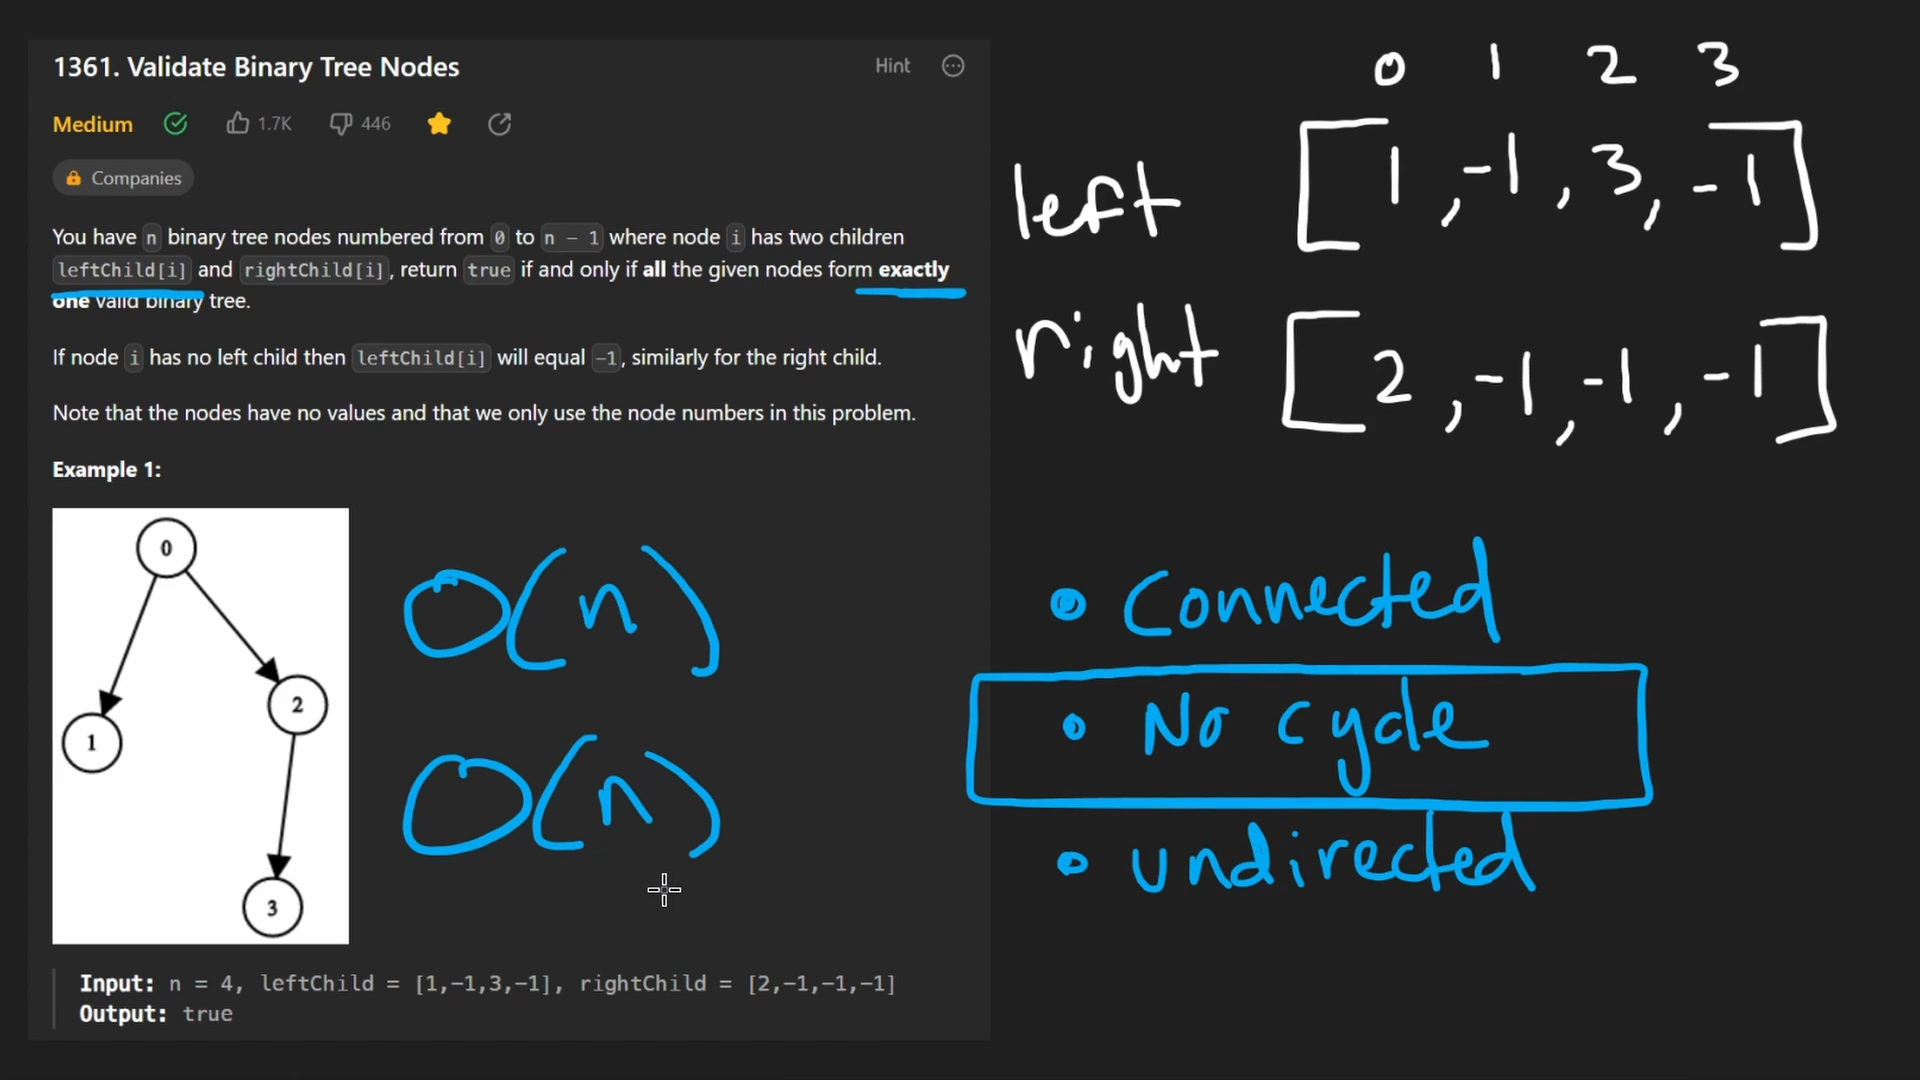 1361. Validate Binary Tree Nodes
Hint
Medium 1.7K 446
Companies
You have n binary tree nodes numbered from 0 to n - 1 where node i has two children
leftChild[i] and rightChild[i], return true if and only if all the given nodes form exactly
one valid binary tree.
If node i has no left child then leftChild[i] will equal -1, similarly for the right child.
Note that the nodes have no values and that we only use the node numbers in this problem.
Example 1:
0
1
2
3
Input: n = 4, leftChild = [1,-1,3,-1], rightChild = [2,-1,-1,-1]
Output: true
O(n)
O(n)
0 1 2 3
left [1, -1, 3, -1]
right [2, -1, -1, -1]
• Connected
• No cycle
• undirected